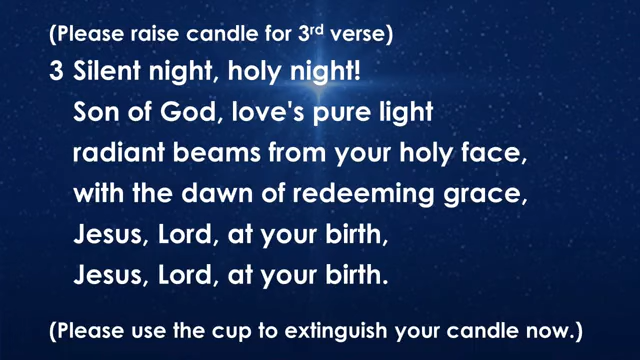 (Please raise candle for 3rd verse)
3 Silent night, holy night!
Son of God, love's pure light
radiant beams from your holy face,
with the dawn of redeeming grace,
Jesus, Lord, at your birth,
Jesus, Lord, at your birth.
(Please use the cup to extinguish your candle now.)